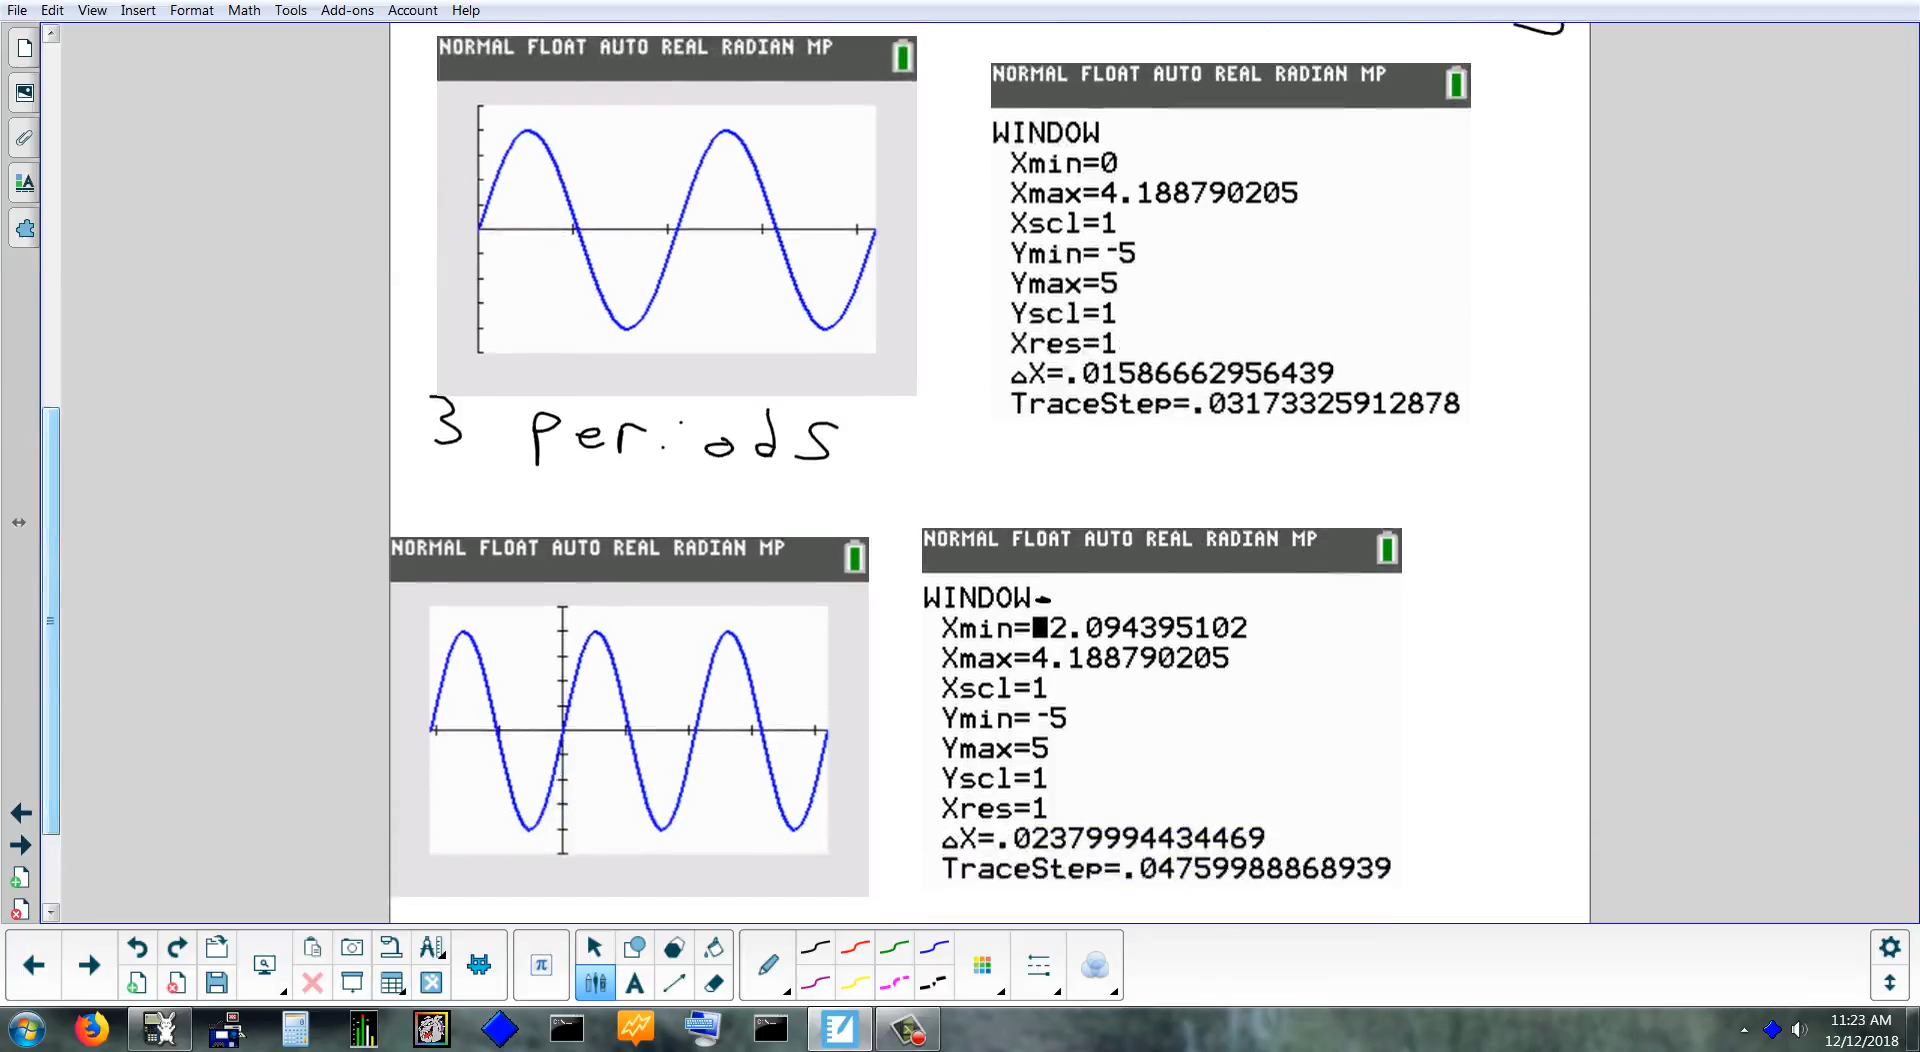 File Edit View Insert Format Math Tools Add-ons Account Help
NORMAL FLOAT AUTO REAL RADIAN MP
NORMAL FLOAT AUTO REAL RADIAN MP
WINDOW
Xmin=0
Xmax=4.188790205
Xscl=1
Ymin=-5
Ymax=5
Yscl=1
Xres=1
△X=.01586662956439
TraceStep=.03173325912878
3 periods
NORMAL FLOAT AUTO REAL RADIAN MP
NORMAL FLOAT AUTO REAL RADIAN MP
WINDOW
Xmin=█2.094395102
Xmax=4.188790205
Xscl=1
Ymin=-5
Ymax=5
Yscl=1
Xres=1
△X=.02379994434469
TraceStep=.04759988868939
π
A
11:23 AM
12/12/2018